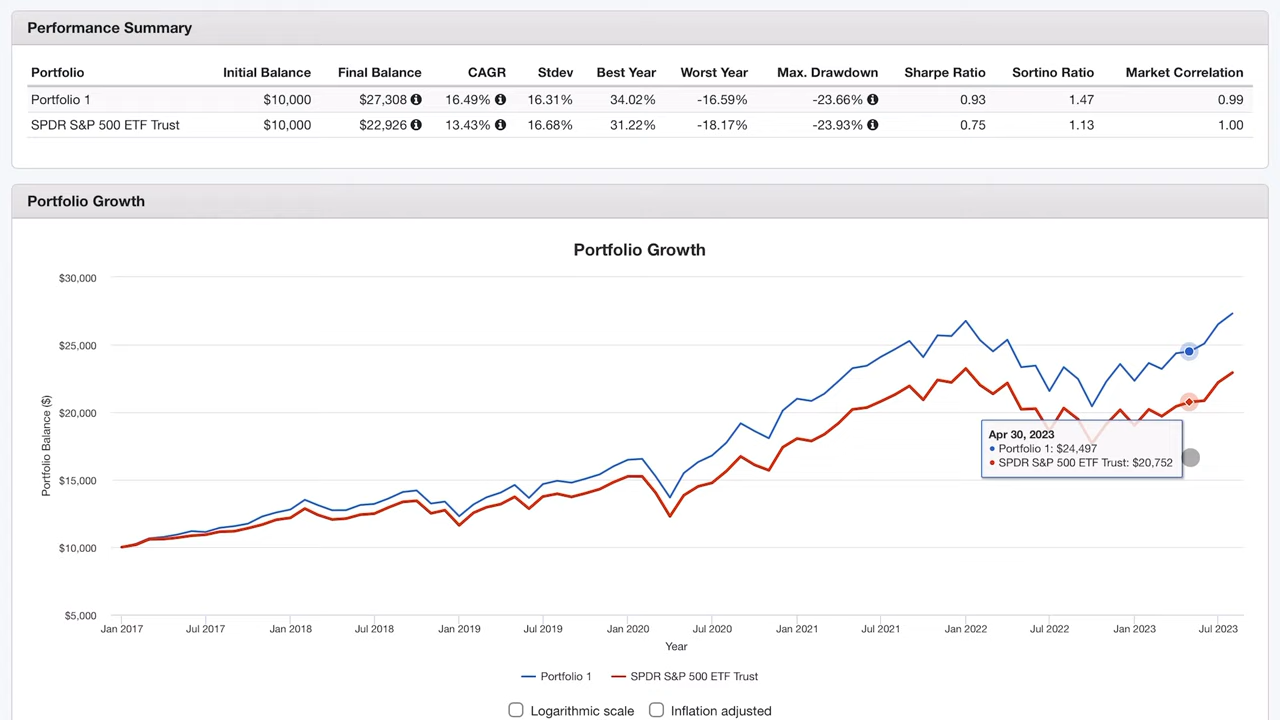 Performance Summary
Portfolio Initial Balance Final Balance CAGR Stdev Best Year Worst Year Max. Drawdown Sharpe Ratio Sortino Ratio Market Correlation
Portfolio 1 $10,000 $27,308 16.49% 16.31% 34.02% -16.59% -23.66% 0.93 1.47 0.99
SPDR S&P 500 ETF Trust $10,000 $22,926 13.43% 16.68% 31.22% -18.17% -23.93% 0.75 1.13 1.00
Portfolio Growth
Portfolio Growth
$30,000
$25,000
$20,000
$15,000
$10,000
$5,000
Portfolio Balance ($)
Apr 30, 2023
Portfolio 1: $24,497
SPDR S&P 500 ETF Trust: $20,752
Jan 2017 Jul 2017 Jan 2018 Jul 2018 Jan 2019 Jul 2019 Jan 2020 Jul 2020 Jan 2021 Jul 2021 Jan 2022 Jul 2022 Jan 2023 Jul 2023
Year
Portfolio 1 SPDR S&P 500 ETF Trust
Logarithmic scale Inflation adjusted